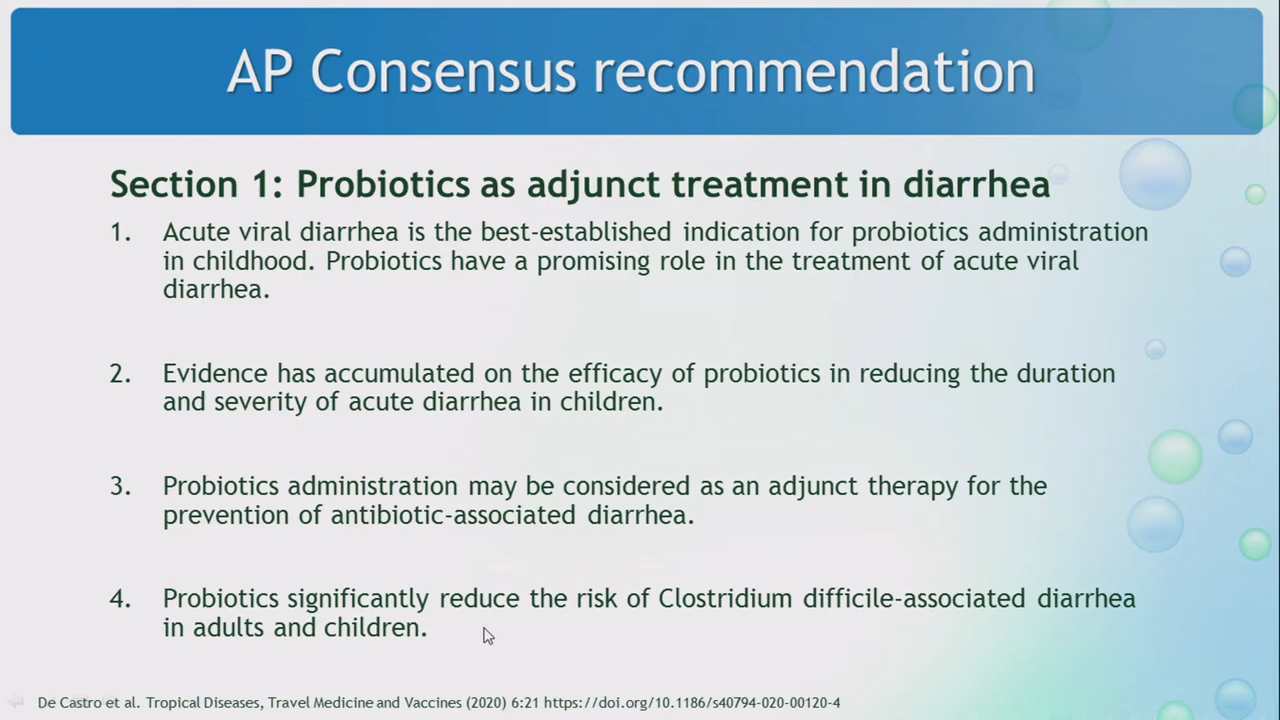 AP Consensus recommendation
Section 1: Probiotics as adjunct treatment in diarrhea
1. Acute viral diarrhea is the best-established indication for probiotics administration
in childhood. Probiotics have a promising role in the treatment of acute viral
diarrhea.
2. Evidence has accumulated on the efficacy of probiotics in reducing the duration
and severity of acute diarrhea in children.
3. Probiotics administration may be considered as an adjunct therapy for the
prevention of antibiotic-associated diarrhea.
4. Probiotics significantly reduce the risk of Clostridium difficile-associated diarrhea
in adults and children.
De Castro et al. Tropical Diseases, Travel Medicine and Vaccines (2020) 6:21 https://doi.org/10.1186/s40794-020-00120-4